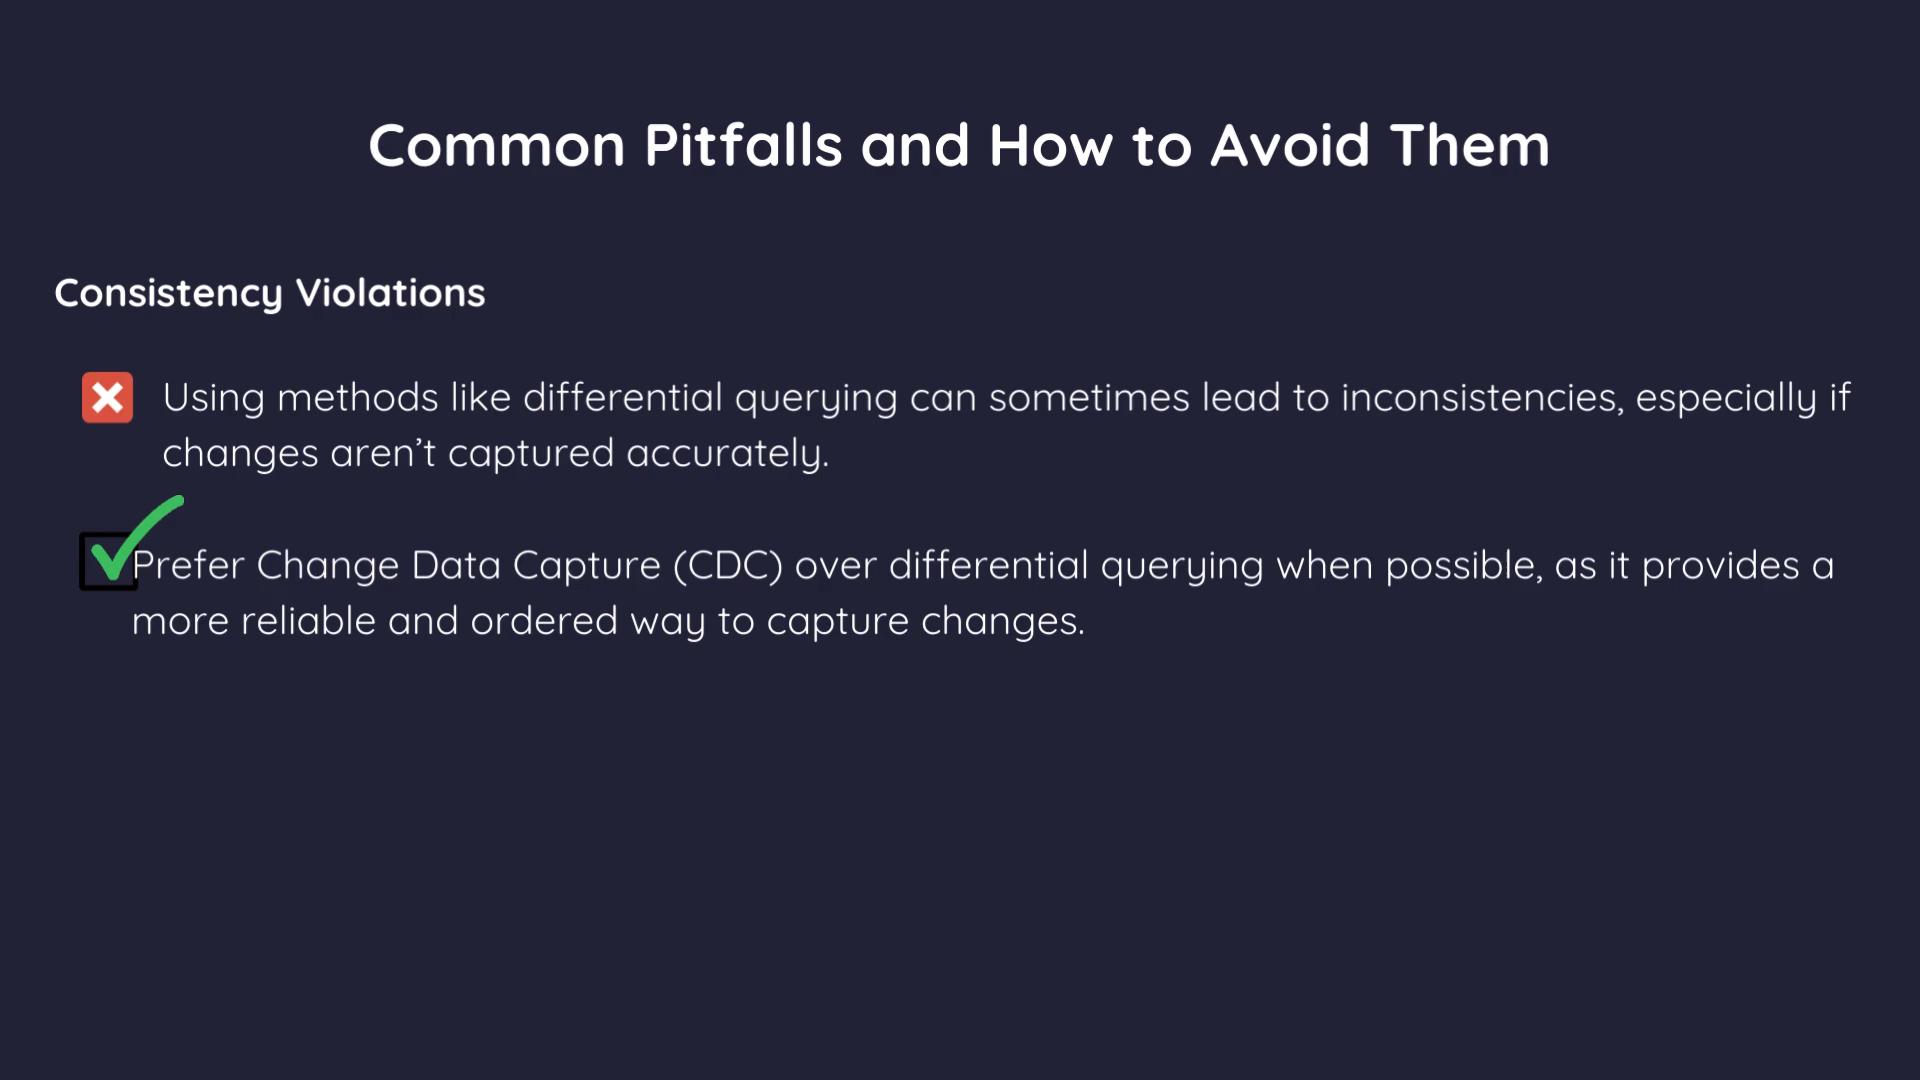 Common Pitfalls and How to Avoid Them
Consistency Violations
Using methods like differential querying can sometimes lead to inconsistencies, especially if
changes aren’t captured accurately.
Prefer Change Data Capture (CDC) over differential querying when possible, as it provides a
more reliable and ordered way to capture changes.